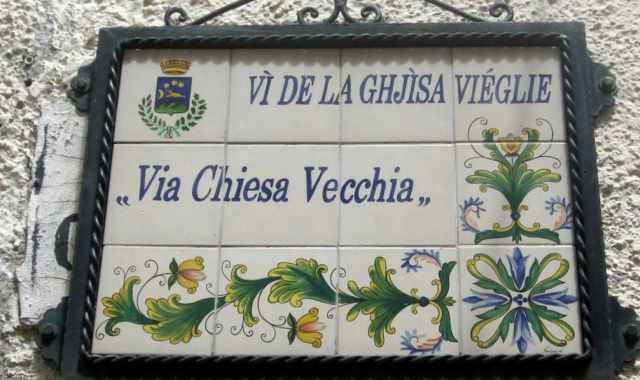 VÌ DE LA GHJÌSA VIÉGLIE
„Via Chiesa Vecchia„